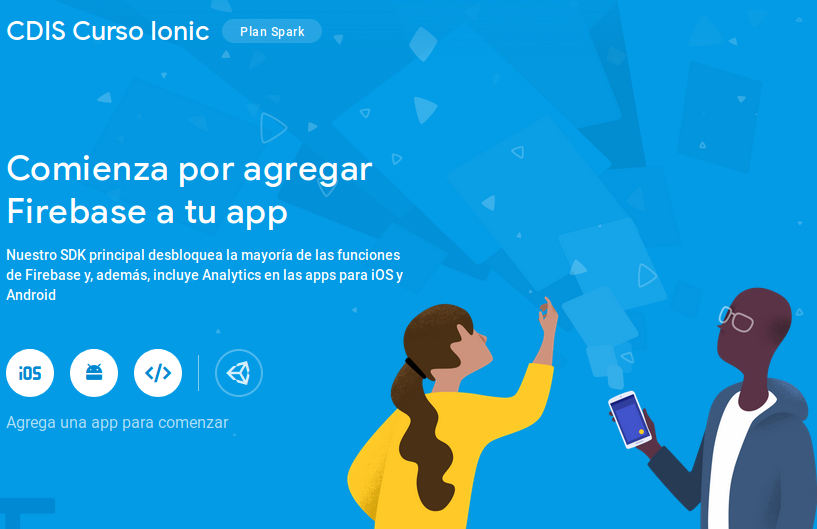 CDIS Curso Ionic Plan Spark
Comienza por agregar
Firebase a tu app
Nuestro SDK principal desbloquea la mayoría de las funciones
de Firebase y, además, incluye Analytics en las apps para iOS y
Android
iOS </>
Agrega una app para comenzar